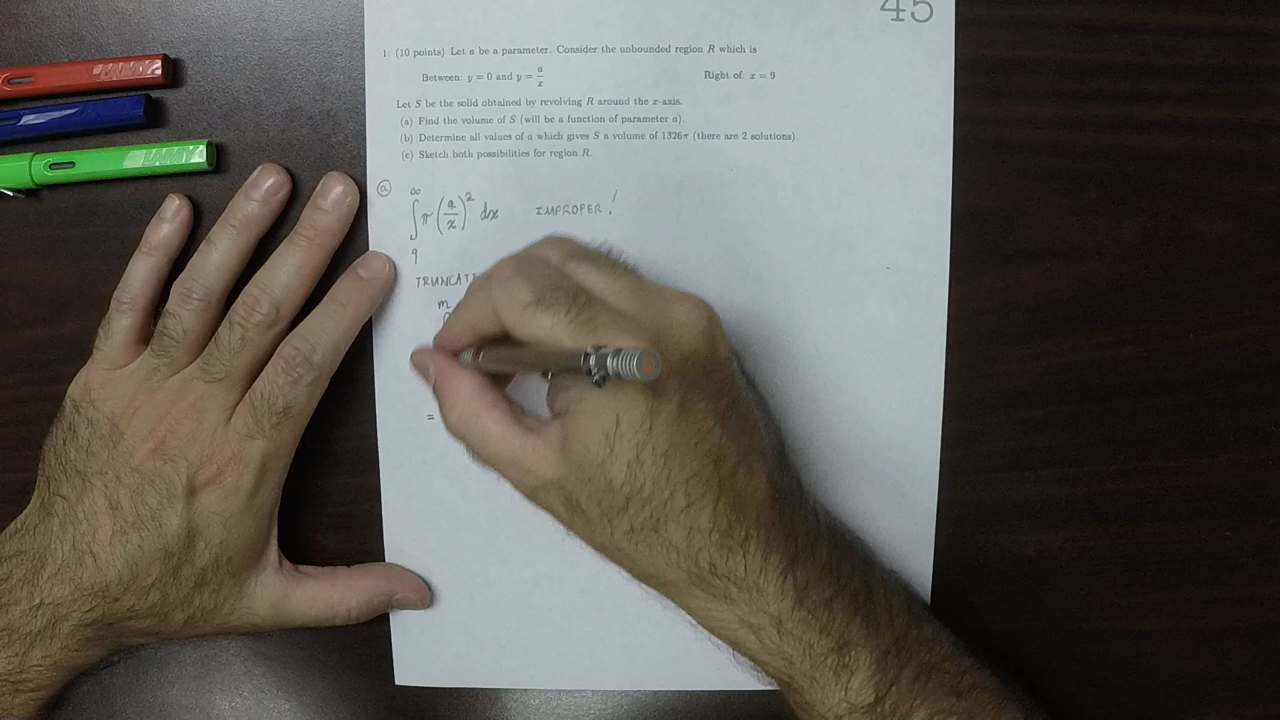 45
1. (10 points) Let a be a parameter. Consider the unbounded region R which is
Between: y = 0 and y = a/x Right of: x = 9
Let S be the solid obtained by revolving R around the x-axis.
(a) Find the volume of S (will be a function of parameter a).
(b) Determine all values of a which gives S a volume of 1326π (there are 2 solutions).
(c) Sketch both possibilities for region R.
ⓐ
∫₉^∞ π(a/x)² dx IMPROPER!
m
=
LAMY